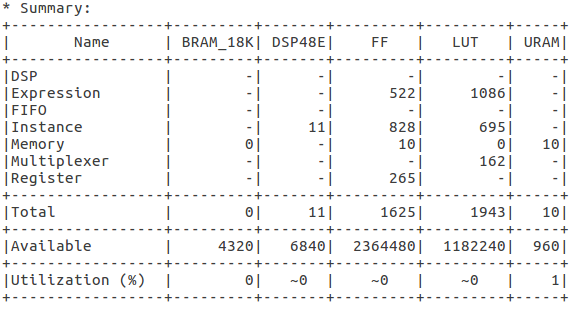 * Summary:
+-----------------+---------+-------+---------+---------+-----+
|       Name      | BRAM_18K| DSP48E|    FF   |   LUT   | URAM|
+-----------------+---------+-------+---------+---------+-----+
|DSP              |        -|      -|        -|        -|    -|
|Expression       |        -|      -|      522|     1086|    -|
|FIFO             |        -|      -|        -|        -|    -|
|Instance         |        -|     11|      828|      695|    -|
|Memory           |        0|      -|       10|        0|   10|
|Multiplexer      |        -|      -|        -|      162|    -|
|Register         |        -|      -|      265|        -|    -|
+-----------------+---------+-------+---------+---------+-----+
|Total            |        0|     11|     1625|     1943|   10|
+-----------------+---------+-------+---------+---------+-----+
|Available        |     4320|   6840|  2364480|  1182240|  960|
+-----------------+---------+-------+---------+---------+-----+
|Utilization (%)  |        0|  ~0   |    ~0   |    ~0   |    1|
+-----------------+---------+-------+---------+---------+-----+